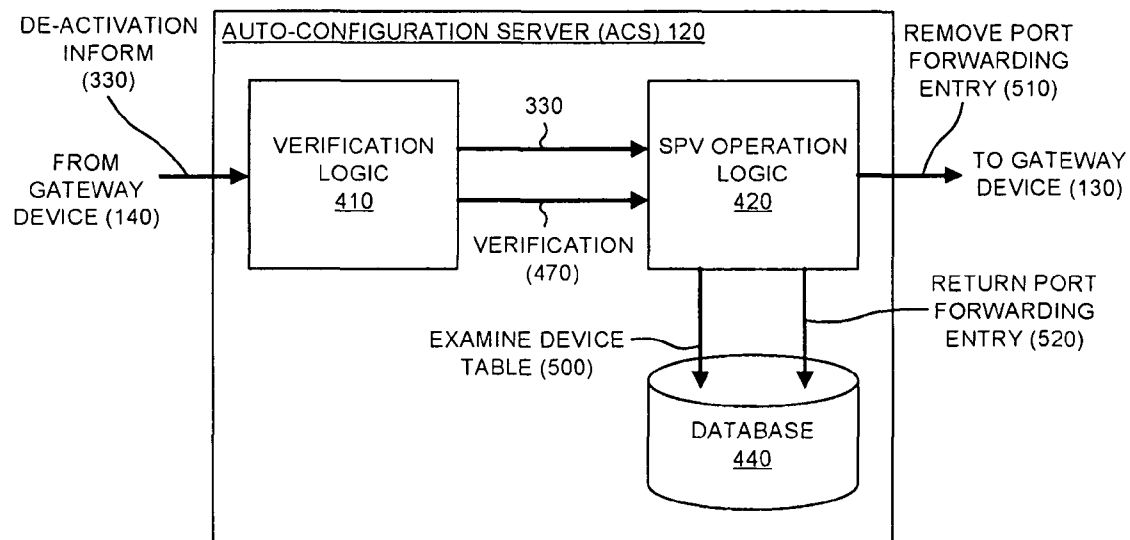 DE-ACTIVATION
INFORM
(330)
FROM
GATEWAY
DEVICE (140)
AUTO-CONFIGURATION SERVER (ACS) 120
VERIFICATION
LOGIC
410
330
VERIFICATION
(470)
SPV OPERATION
LOGIC
420
REMOVE PORT
FORWARDING
ENTRY (510)
TO GATEWAY
DEVICE (130)
EXAMINE DEVICE
TABLE (500)
RETURN PORT
FORWARDING
ENTRY (520)
DATABASE
440